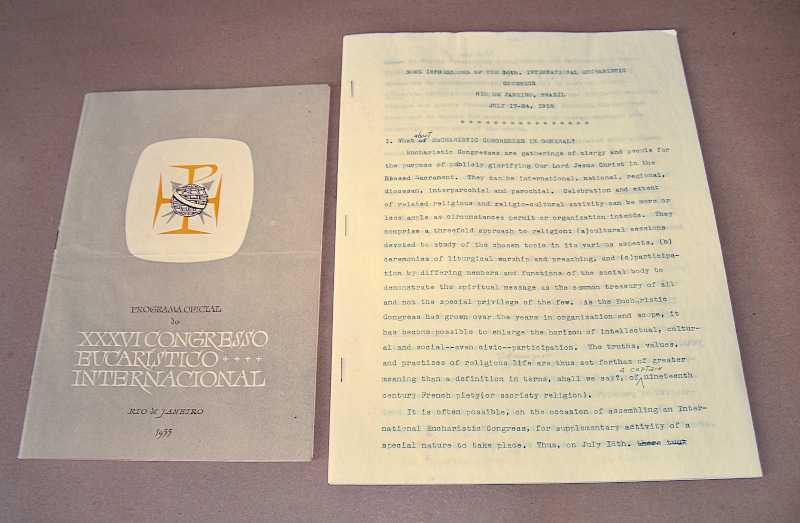 PROGRAMA OFICIAL
do
XXXVI CONGRESSO
EUCARÍSTICO ++++
INTERNACIONAL
RIO de JANEIRO
1955
SOME IMPRESSIONS OF THE 36th. INTERNATIONAL EUCHARISTIC
CONGRESS
RIO DE JANEIRO, BRAZIL
JULY 17-24, 1955
* * * * * * * * * * * * * * * *
about
I. What of EUCHARISTIC CONGRESSES IN GENERAL?
Eucharistic Congresses are gatherings of clergy and people for
the purpose of publicly glorifying Our Lord Jesus Christ in the
Blessed Sacrament. They can be international, national, regional,
diocesan, interparochial and parochial. Celebration and extent
of related religious and religio-cultural activity can be more or
less ample as circumstances permit or organization intends. They
comprise a threefold approach to religion: (a)cultural sessions
devoted to study of the chosen topic in its various aspects, (b)
ceremonies of liturgical worship and preaching, and (c)participa-
tion by differing members and functions of the social body to
demonstrate the spiritual message as the common treasury of all
and not the special privilege of the few. As the Eucharistic
Congress has grown over the years in organization and scope, it
has become possible to enlarge the horizon of intellectual, cultur-
al and social--even civic--participation. The truths, values,
and practises of religious life are thus set forthas of greater
a certain
meaning than a definition in terms, shall we say?, of nineteenth
century French piety(or sacristy religion).
It is often possible, on the occasion of assembling an Inter-
national Eucharistic Congress, for supplementary activity of a
special nature to take place. Thus, on July 16th. there took